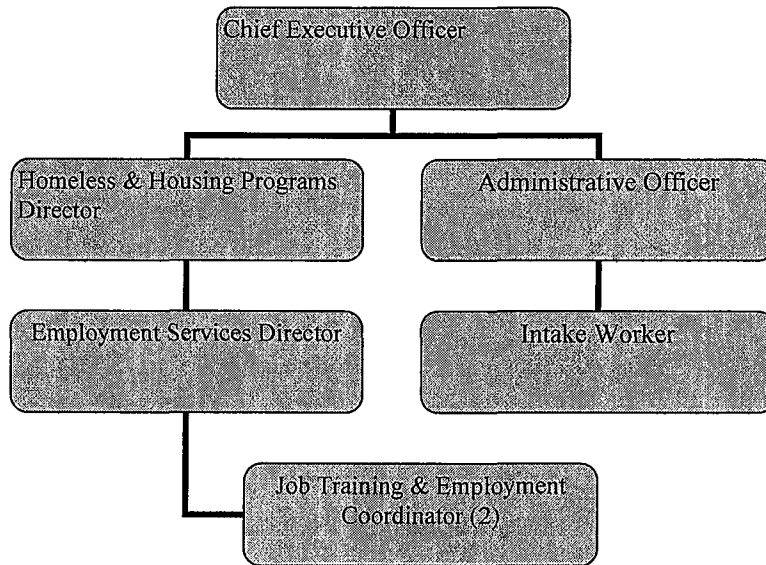 Chief Executive Officer
Homeless & Housing Programs
Director
Administrative Officer
Employment Services Director
Intake Worker
Job Training & Employment
Coordinator (2)